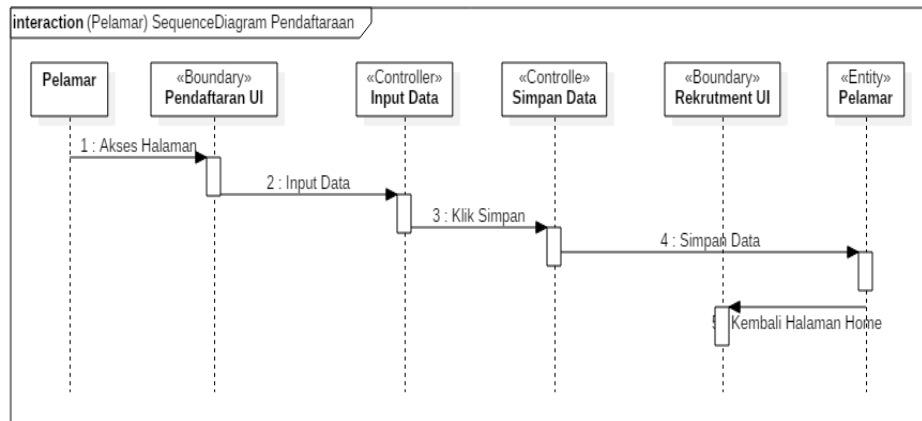 interaction (Pelamar) SequenceDiagram Pendaftaraan
Pelamar
«Boundary»
Pendaftaran UI
«Controller»
Input Data
«Controlle»
Simpan Data
«Boundary»
Rekrutment UI
«Entity»
Pelamar
1 : Akses Halaman
2 : Input Data
3 : Klik Simpan
4 : Simpan Data
Kembali Halaman Home